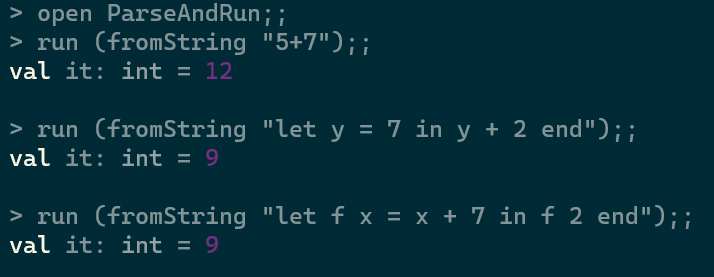 > open ParseAndRun;;
> run (fromString "5+7");;
val it: int = 12
> run (fromString "let y = 7 in y + 2 end");;
val it: int = 9
> run (fromString "let f x = x + 7 in f 2 end");;
val it: int = 9